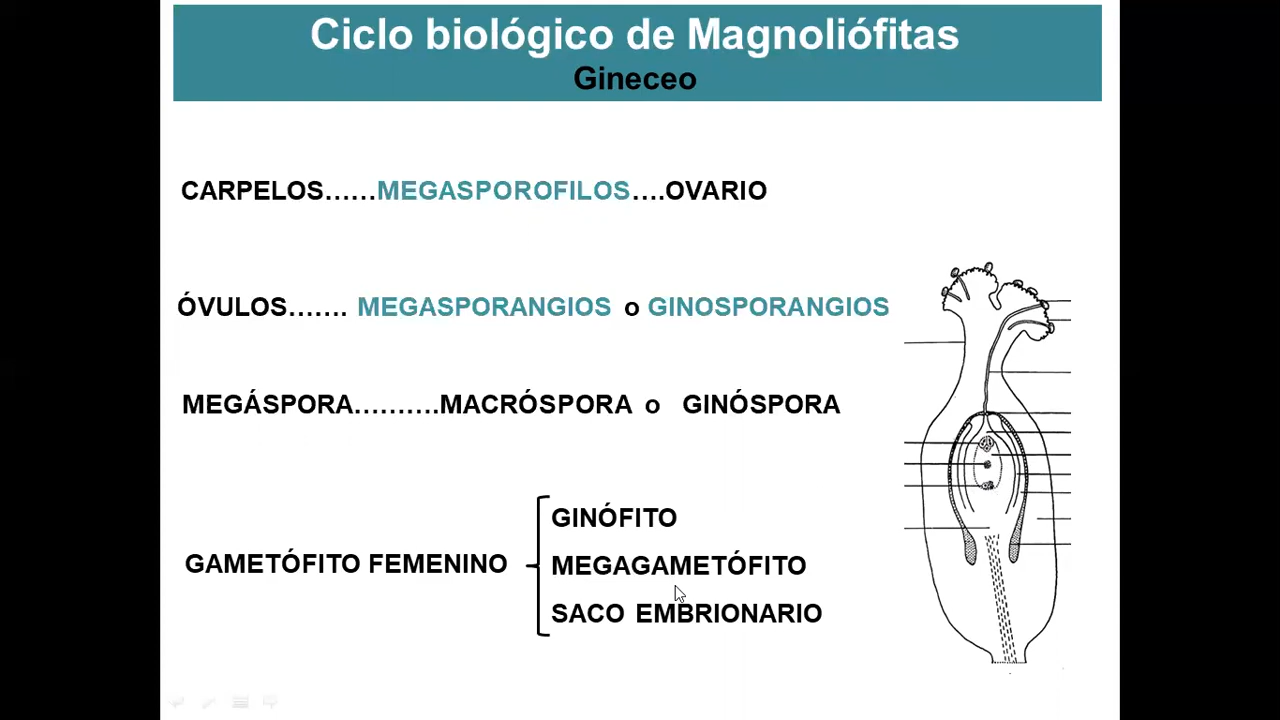 Ciclo biológico de Magnoliófitas
Gineceo
CARPELOS......MEGASPOROFILOS....OVARIO
ÓVULOS....... MEGASPORANGIOS o GINOSPORANGIOS
MEGÁSPORA..........MACRÓSPORA o GINÓSPORA
GAMETÓFITO FEMENINO
GINÓFITO
MEGAGAMETÓFITO
SACO EMBRIONARIO